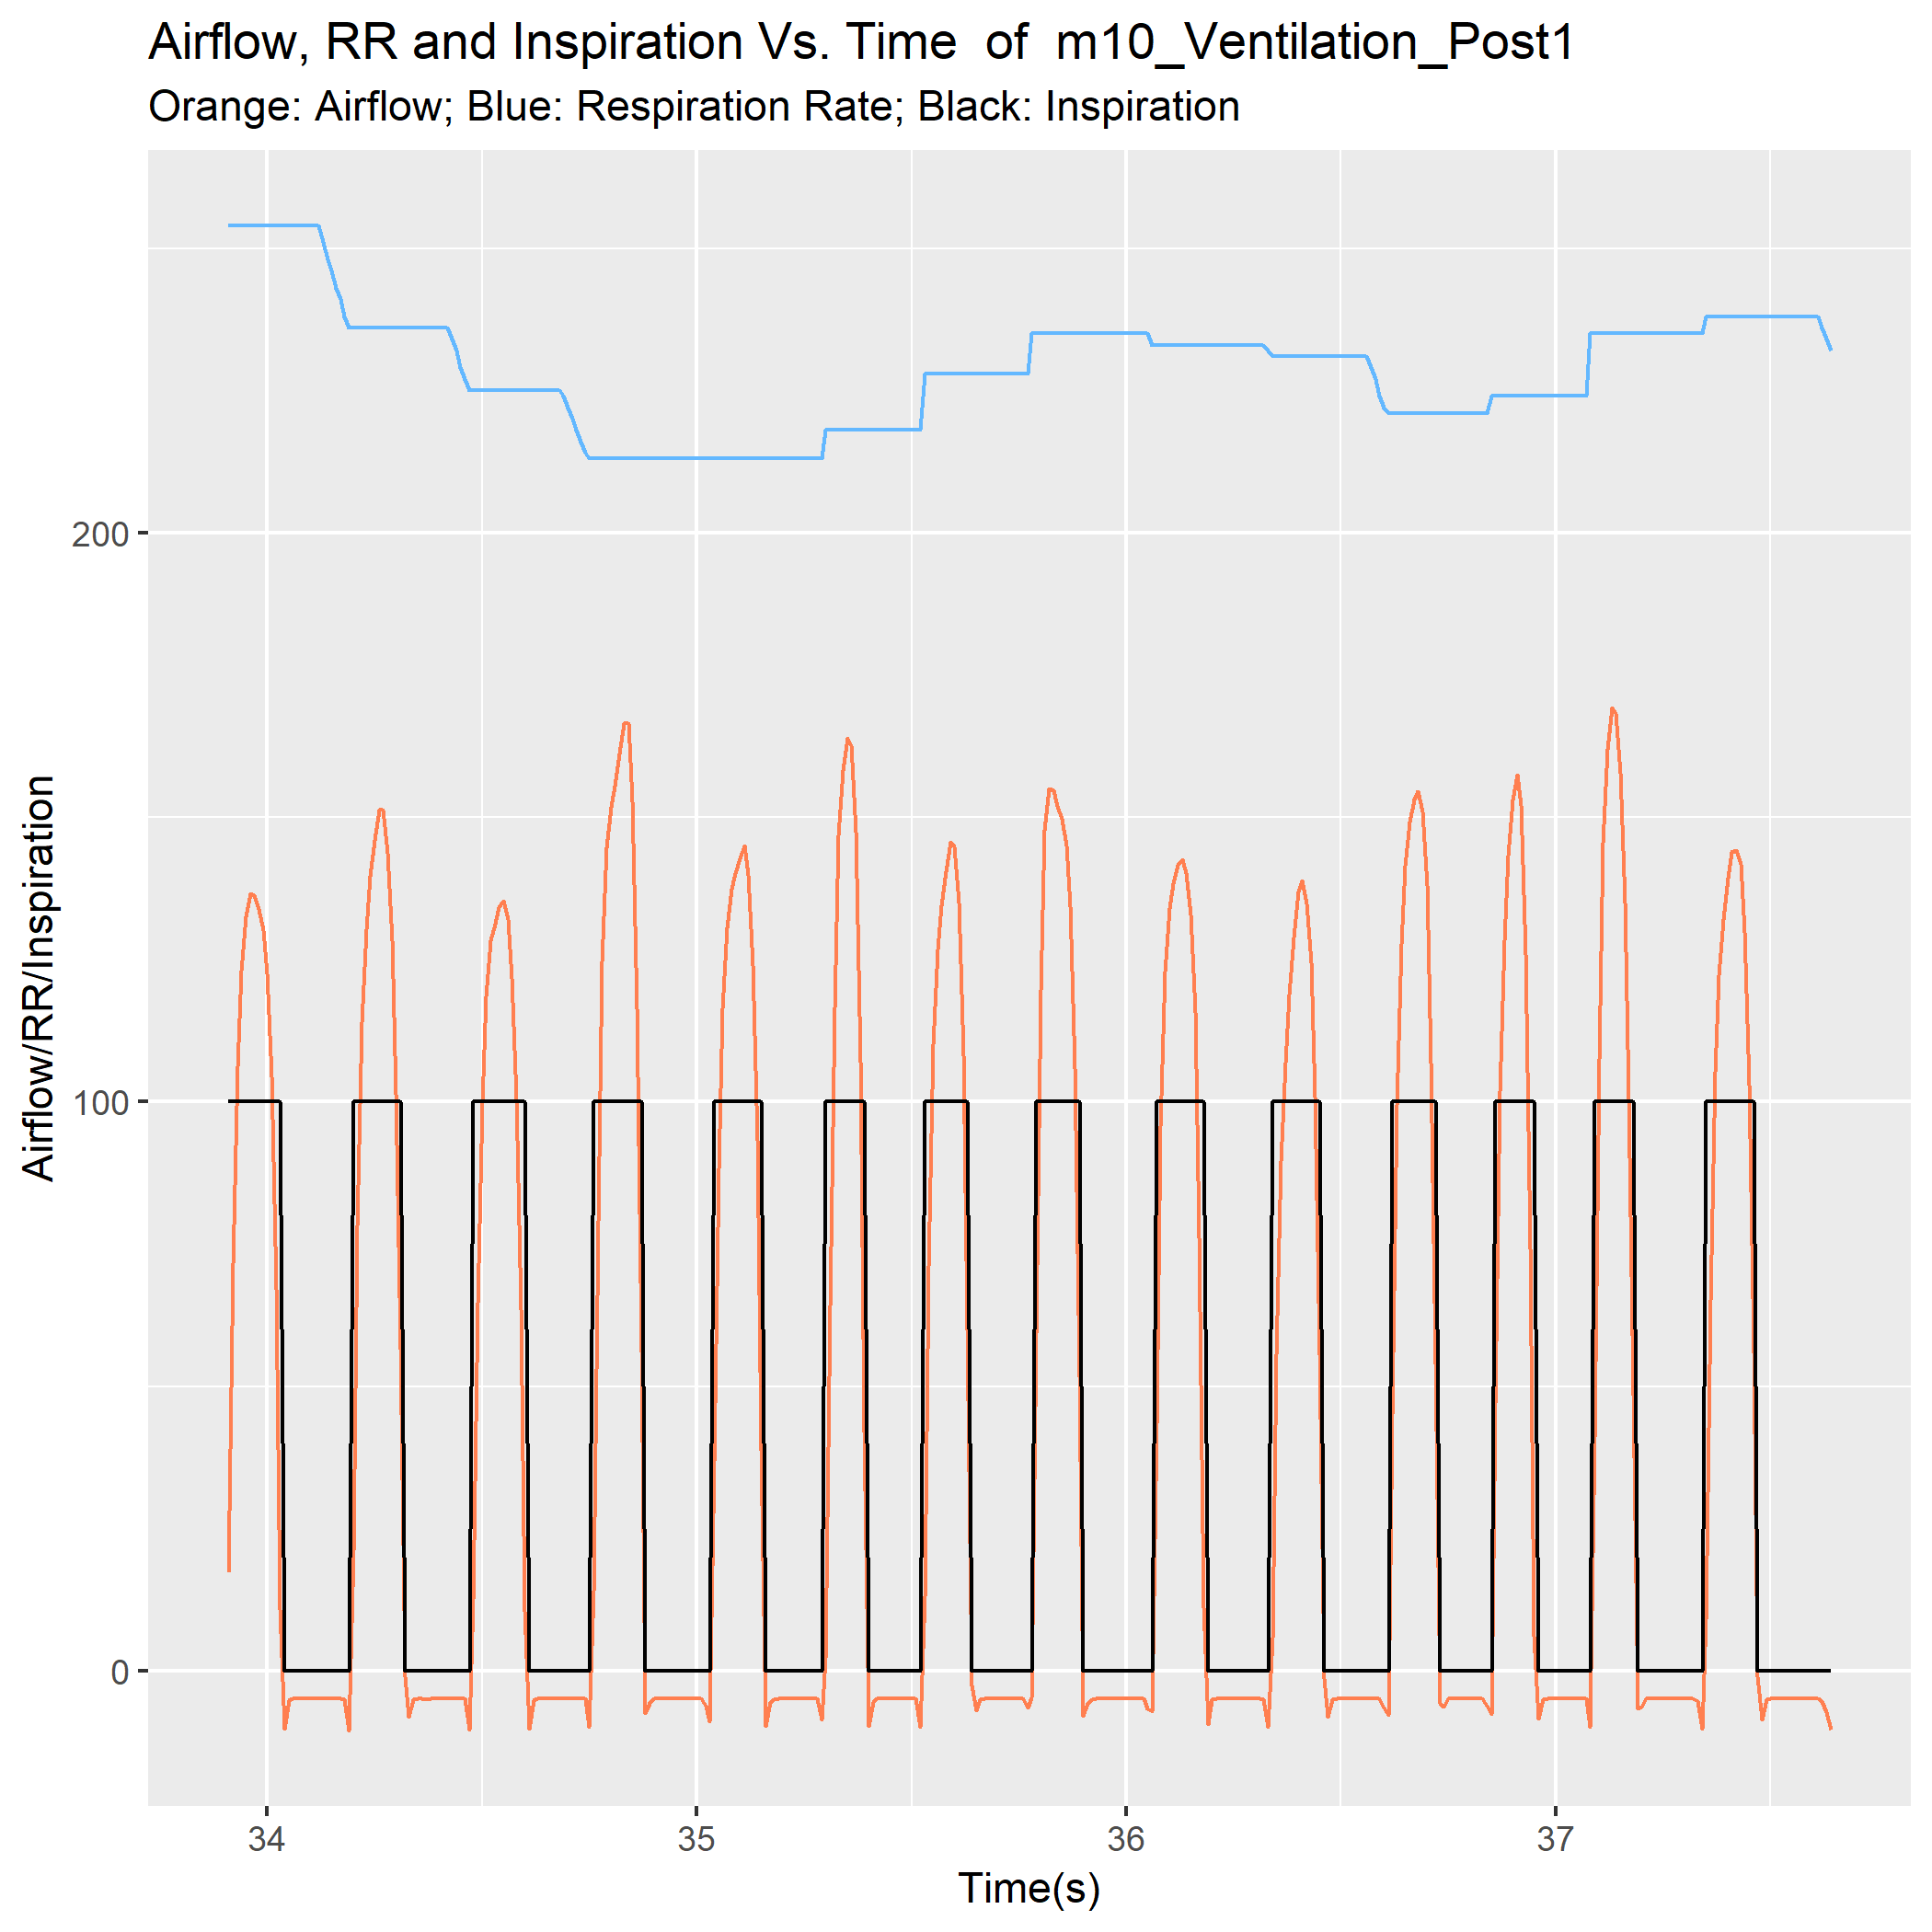 Airflow, RR and Inspiration Vs. Time  of  m10_Ventilation_Post1
Orange: Airflow; Blue: Respiration Rate; Black: Inspiration
Airflow/RR/Inspiration
200
100
0
34 35 36 37
Time(s)